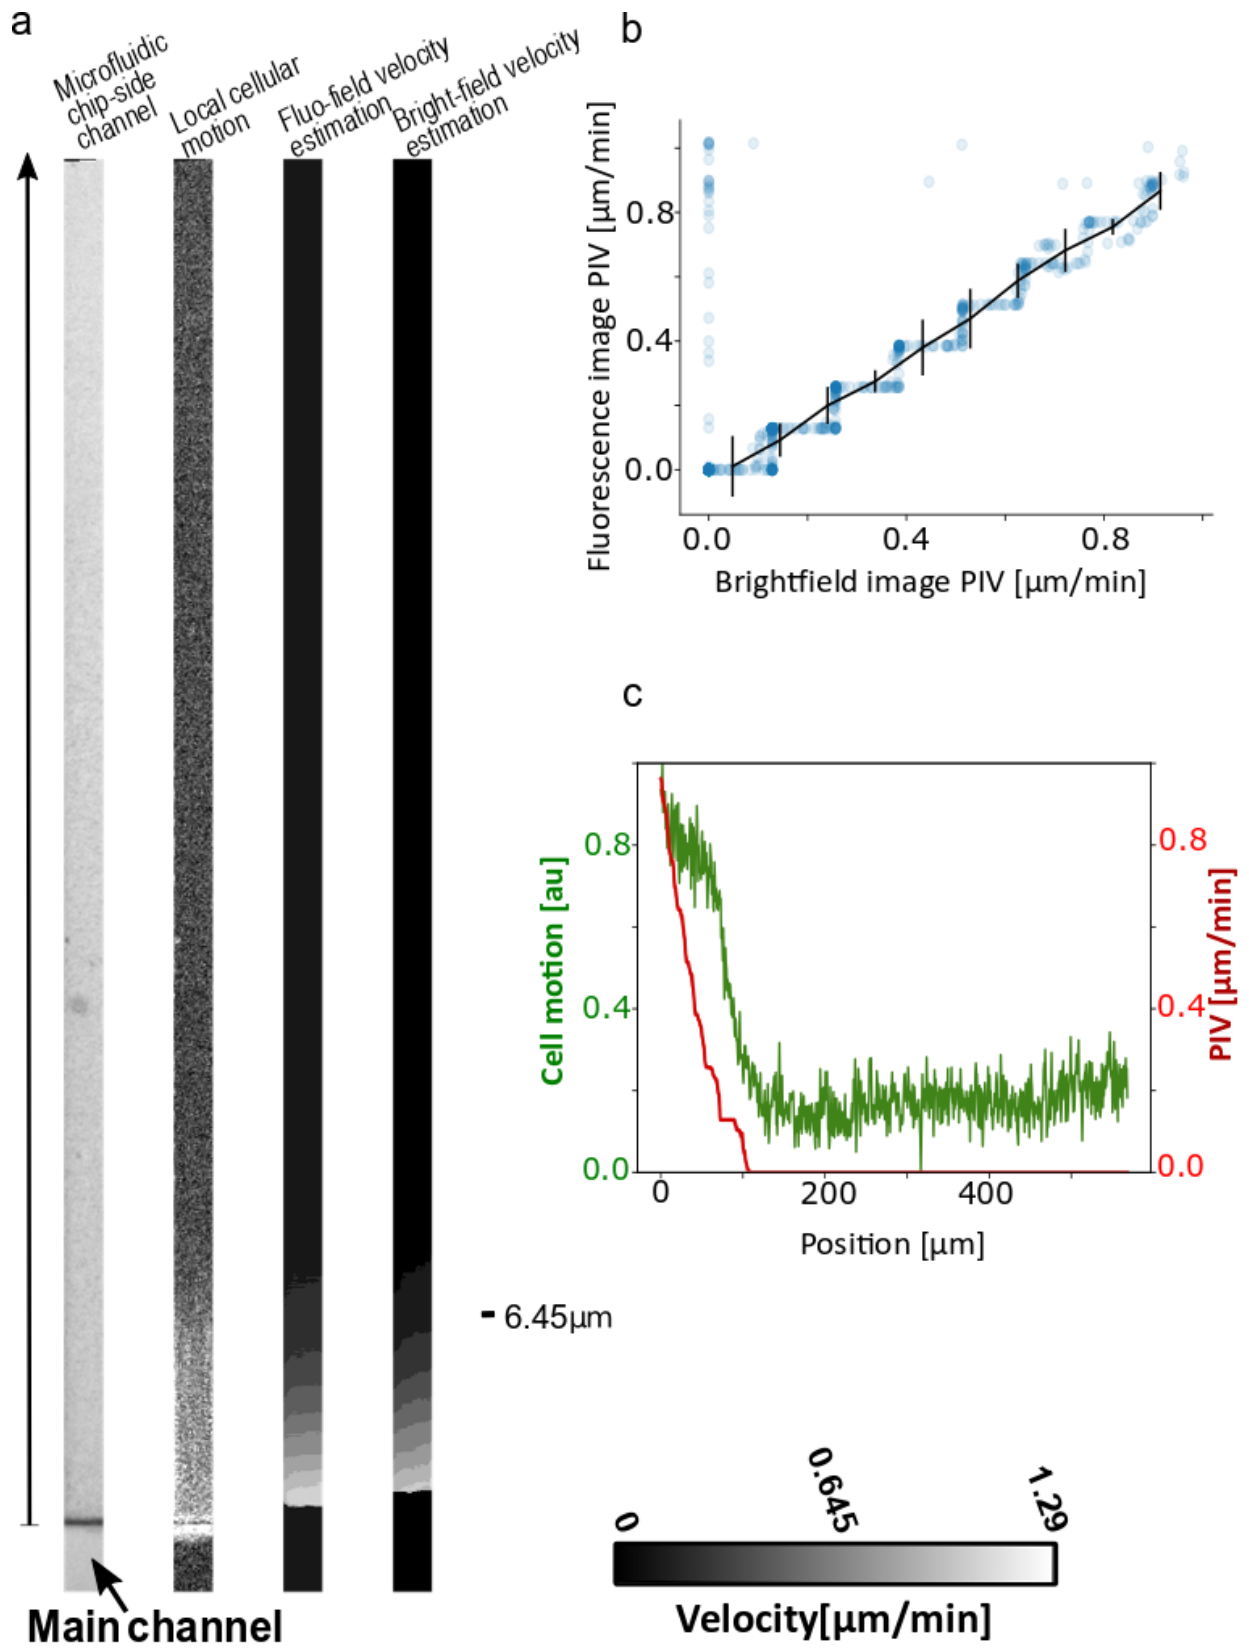 a
Microfluidic
chip-side
channel
Local cellular
motion
Fluo-field velocity
estimation
Bright-field velocity
estimation
Main channel
6.45µm
b
Fluorescence image PIV [µm/min]
0.8
0.4
0.0
0.0 0.4 0.8
Brightfield image PIV [µm/min]
c
Cell motion [au]
0.8
0.4
0.0
0.8
0.4
0.0
PIV [µm/min]
0 200 400
Position [µm]
0 0.645 1.29
Velocity[µm/min]